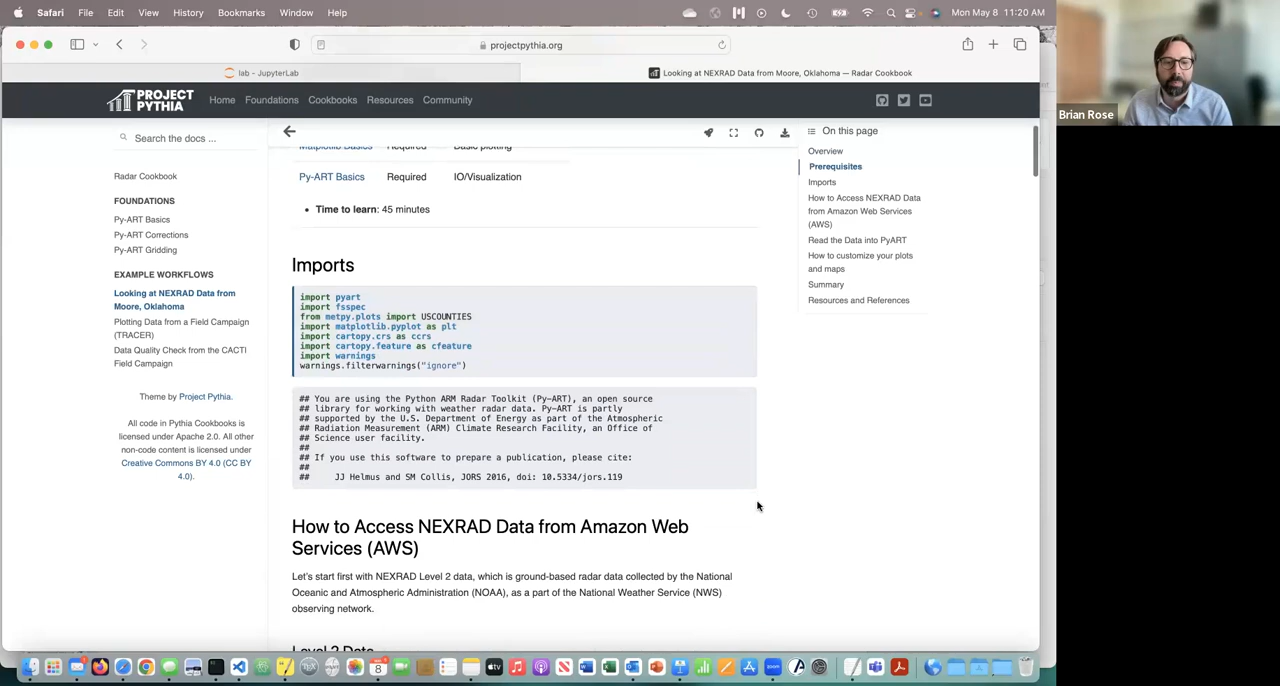 Safari File Edit View History Bookmarks Window Help Mon May 8 11:20 AM
projectpythia.org
lab - JupyterLab
Looking at NEXRAD Data from Moore, Oklahoma — Radar Cookbook
PROJECT PYTHIA Home Foundations Cookbooks Resources Community
Search the docs ...
Radar Cookbook
FOUNDATIONS
Py-ART Basics
Py-ART Corrections
Py-ART Gridding
EXAMPLE WORKFLOWS
Looking at NEXRAD Data from
Moore, Oklahoma
Plotting Data from a Field Campaign
(TRACER)
Data Quality Check from the CACTI
Field Campaign
Theme by Project Pythia.
All code in Pythia Cookbooks is
licensed under Apache 2.0. All other
non-code content is licensed under
Creative Commons BY 4.0 (CC BY
4.0).
Matplotlib Basics Required Basic plotting
Py-ART Basics Required IO/Visualization
• Time to learn: 45 minutes
Imports
import pyart
import fsspec
from metpy.plots import USCOUNTIES
import matplotlib.pyplot as plt
import cartopy.crs as ccrs
import cartopy.feature as cfeature
import warnings
warnings.filterwarnings("ignore")
## You are using the Python ARM Radar Toolkit (Py-ART), an open source
## library for working with weather radar data. Py-ART is partly
## supported by the U.S. Department of Energy as part of the Atmospheric
## Radiation Measurement (ARM) Climate Research Facility, an Office of
## Science user facility.
##
## If you use this software to prepare a publication, please cite:
##
## JJ Helmus and SM Collis, JORS 2016, doi: 10.5334/jors.119
How to Access NEXRAD Data from Amazon Web
Services (AWS)
Let's start first with NEXRAD Level 2 data, which is ground-based radar data collected by the National
Oceanic and Atmospheric Administration (NOAA), as a part of the National Weather Service (NWS)
observing network.
Level 2 Data
On this page
Overview
Prerequisites
Imports
How to Access NEXRAD Data
from Amazon Web Services
(AWS)
Read the Data into PyART
How to customize your plots
and maps
Summary
Resources and References
Brian Rose